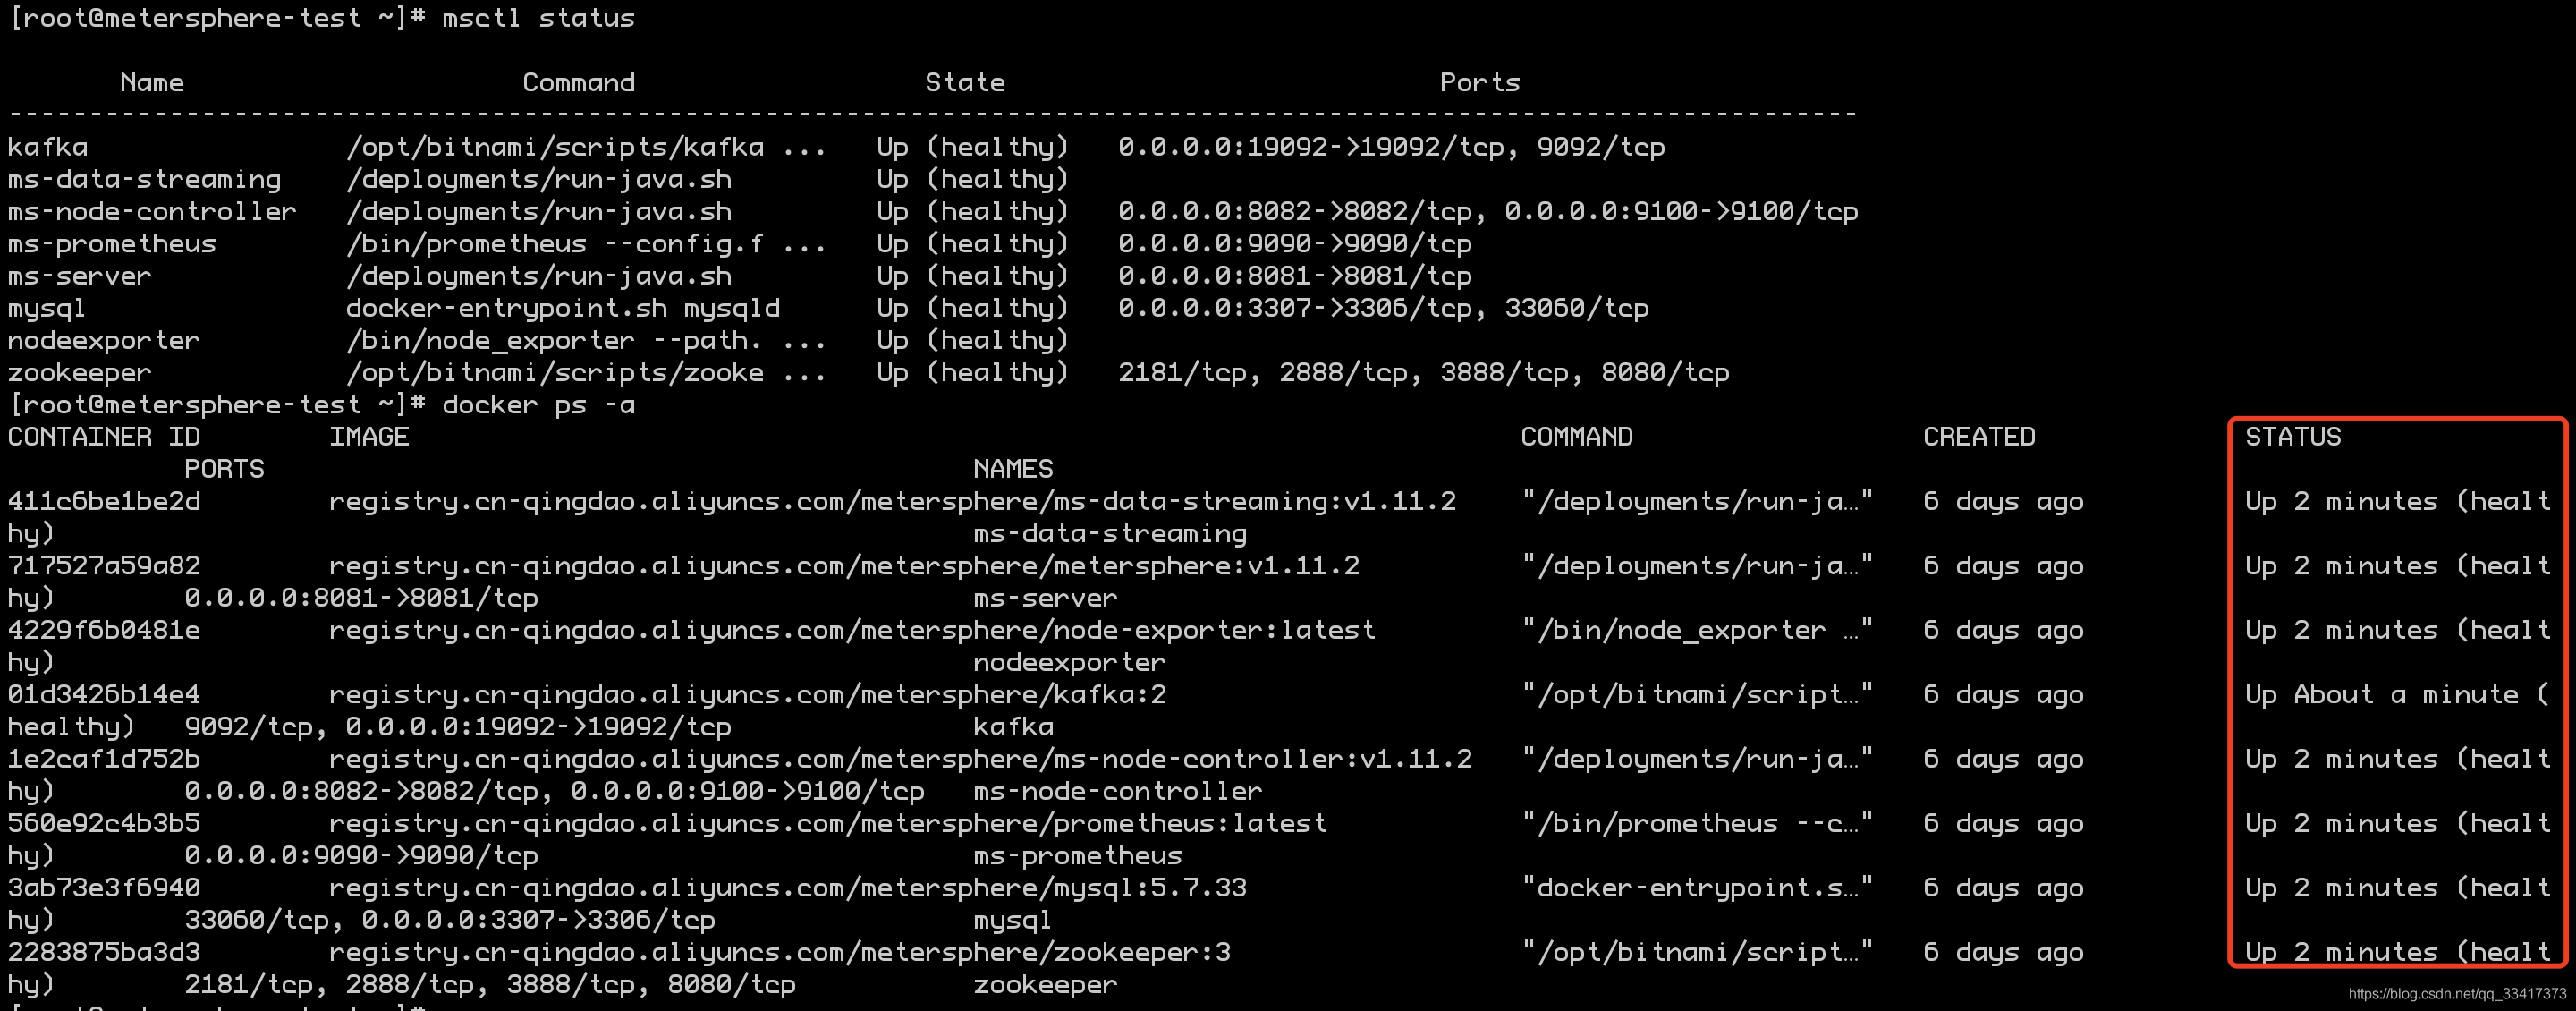 [root@metersphere-test ~]# msctl status
Name Command State Ports
--------------------------------------------------------------------------------------------------------------------
kafka /opt/bitnami/scripts/kafka ... Up (healthy) 0.0.0.0:19092->19092/tcp, 9092/tcp
ms-data-streaming /deployments/run-java.sh Up (healthy)
ms-node-controller /deployments/run-java.sh Up (healthy) 0.0.0.0:8082->8082/tcp, 0.0.0.0:9100->9100/tcp
ms-prometheus /bin/prometheus --config.f ... Up (healthy) 0.0.0.0:9090->9090/tcp
ms-server /deployments/run-java.sh Up (healthy) 0.0.0.0:8081->8081/tcp
mysql docker-entrypoint.sh mysqld Up (healthy) 0.0.0.0:3307->3306/tcp, 33060/tcp
nodeexporter /bin/node_exporter --path. ... Up (healthy)
zookeeper /opt/bitnami/scripts/zooke ... Up (healthy) 2181/tcp, 2888/tcp, 3888/tcp, 8080/tcp
[root@metersphere-test ~]# docker ps -a
CONTAINER ID IMAGE COMMAND CREATED STATUS
PORTS NAMES
411c6be1be2d registry.cn-qingdao.aliyuncs.com/metersphere/ms-data-streaming:v1.11.2 "/deployments/run-ja…" 6 days ago Up 2 minutes (healt
hy) ms-data-streaming
717527a59a82 registry.cn-qingdao.aliyuncs.com/metersphere/metersphere:v1.11.2 "/deployments/run-ja…" 6 days ago Up 2 minutes (healt
hy) 0.0.0.0:8081->8081/tcp ms-server
4229f6b0481e registry.cn-qingdao.aliyuncs.com/metersphere/node-exporter:latest "/bin/node_exporter …" 6 days ago Up 2 minutes (healt
hy) nodeexporter
01d3426b14e4 registry.cn-qingdao.aliyuncs.com/metersphere/kafka:2 "/opt/bitnami/script…" 6 days ago Up About a minute (
healthy) 9092/tcp, 0.0.0.0:19092->19092/tcp kafka
1e2caf1d752b registry.cn-qingdao.aliyuncs.com/metersphere/ms-node-controller:v1.11.2 "/deployments/run-ja…" 6 days ago Up 2 minutes (healt
hy) 0.0.0.0:8082->8082/tcp, 0.0.0.0:9100->9100/tcp ms-node-controller
560e92c4b3b5 registry.cn-qingdao.aliyuncs.com/metersphere/prometheus:latest "/bin/prometheus --c…" 6 days ago Up 2 minutes (healt
hy) 0.0.0.0:9090->9090/tcp ms-prometheus
3ab73e3f6940 registry.cn-qingdao.aliyuncs.com/metersphere/mysql:5.7.33 "docker-entrypoint.s…" 6 days ago Up 2 minutes (healt
hy) 33060/tcp, 0.0.0.0:3307->3306/tcp mysql
2283875ba3d3 registry.cn-qingdao.aliyuncs.com/metersphere/zookeeper:3 "/opt/bitnami/script…" 6 days ago Up 2 minutes (healt
hy) 2181/tcp, 2888/tcp, 3888/tcp, 8080/tcp zookeeper
https://blog.csdn.net/qq_33417373